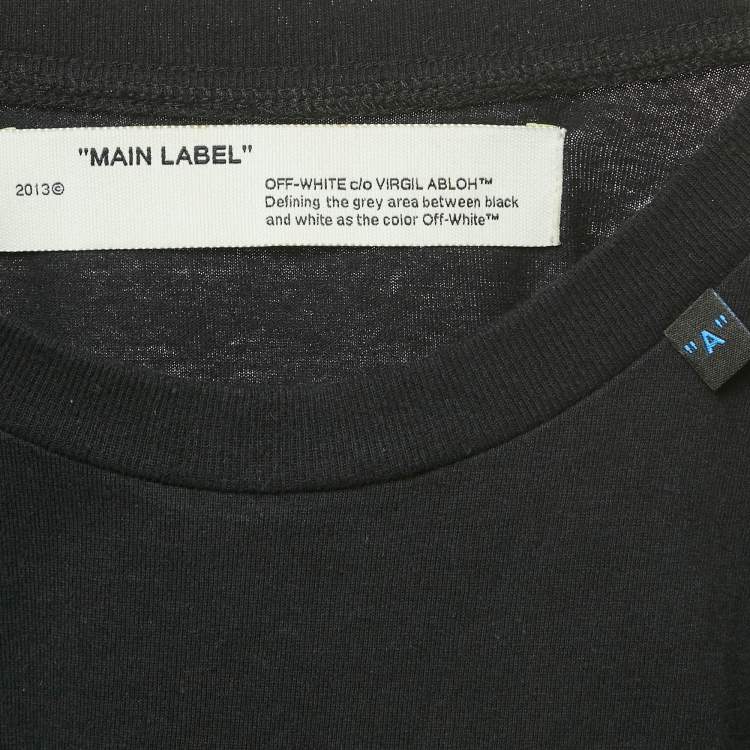 "MAIN LABEL"
2013©
OFF-WHITE c/o VIRGIL ABLOH™
Defining the grey area between black
and white as the color Off-White™
"A"